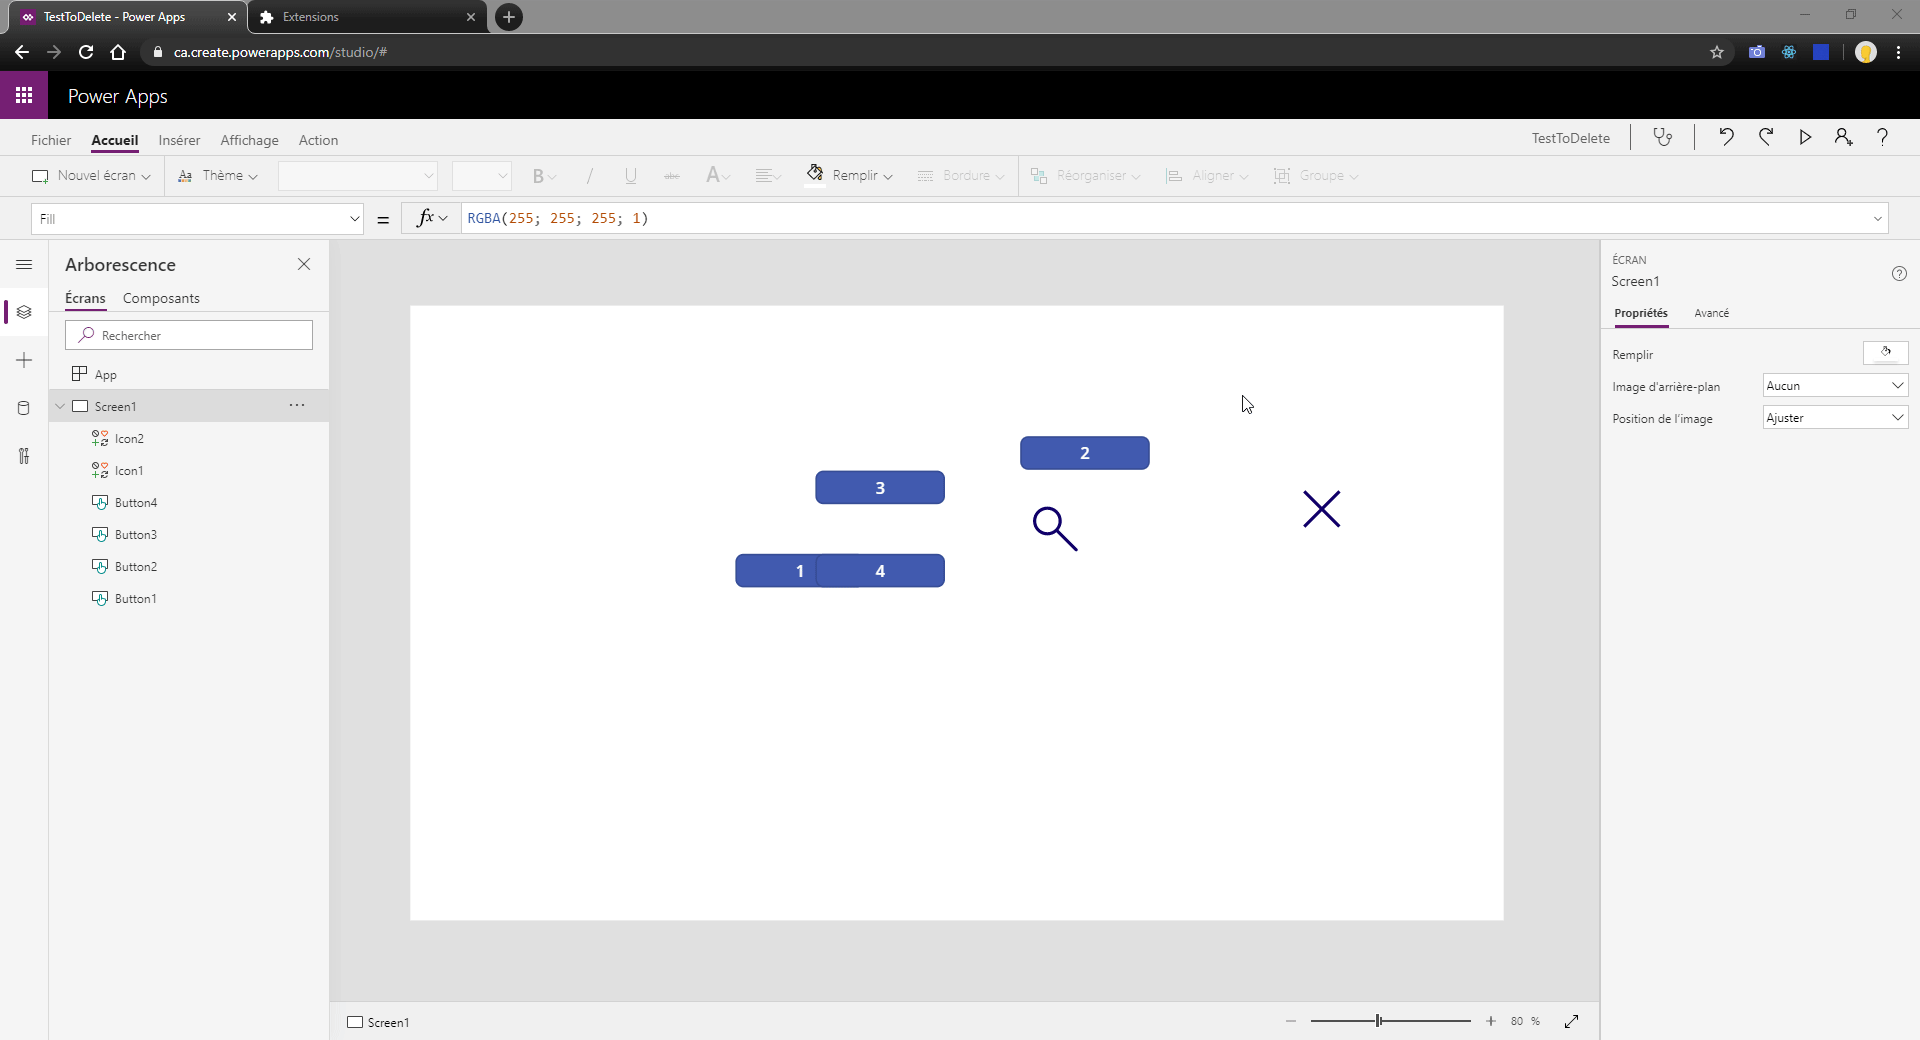 TestToDelete - Power Apps
Extensions
ca.create.powerapps.com/studio/#
Power Apps
Fichier Accueil Insérer Affichage Action
TestToDelete
Nouvel écran
Aa Thème
B / U abc A
Remplir
Bordure
Réorganiser
Aligner
Groupe
Fill
= fx
RGBA(255; 255; 255; 1)
Arborescence
Écrans Composants
Rechercher
App
Screen1
Icon2
Icon1
Button4
Button3
Button2
Button1
2
3
1 4
ÉCRAN
Screen1
Propriétés Avancé
Remplir
Image d'arrière-plan Aucun
Position de l'image Ajuster
Screen1
80 %